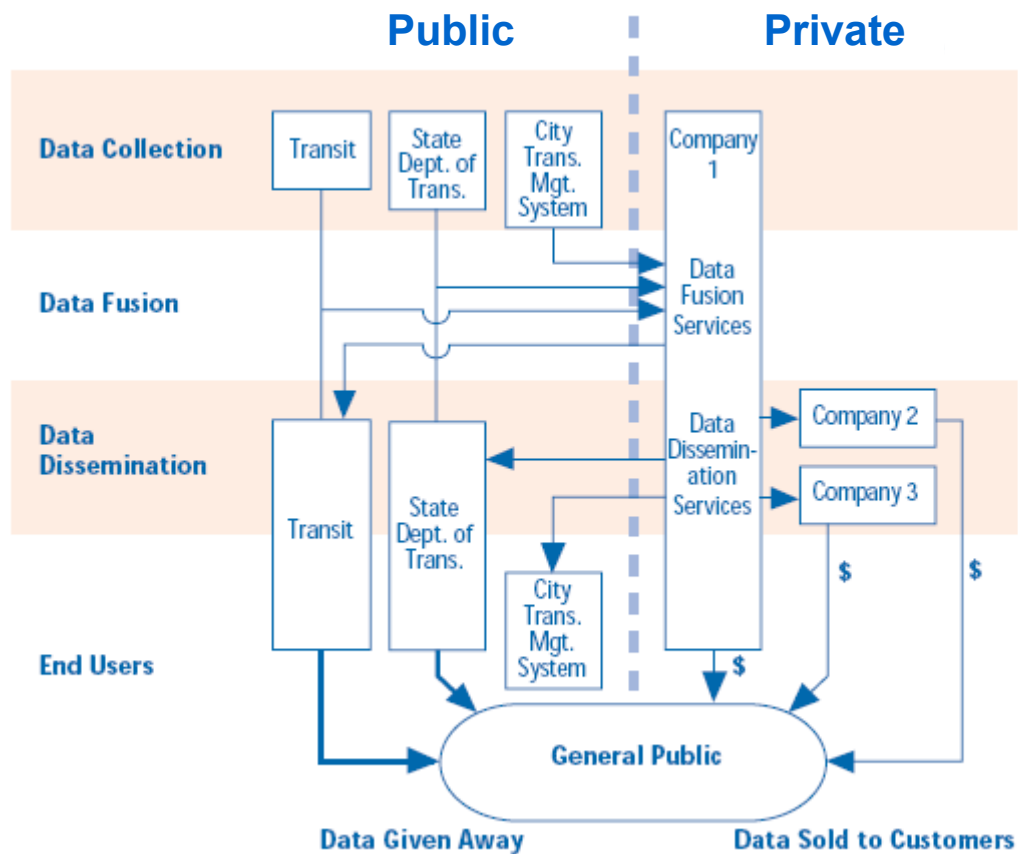 Public
Private
Data Collection
Transit
State
Dept. of
Trans.
City
Trans.
Mgt.
System
Company
1
Data Fusion
Data
Fusion
Services
Data
Dissemination
Transit
State
Dept. of
Trans.
Data
Dissemin-
ation
Services
Company 2
Company 3
City
Trans.
Mgt.
System
$
$
End Users
$
General Public
Data Given Away
Data Sold to Customers